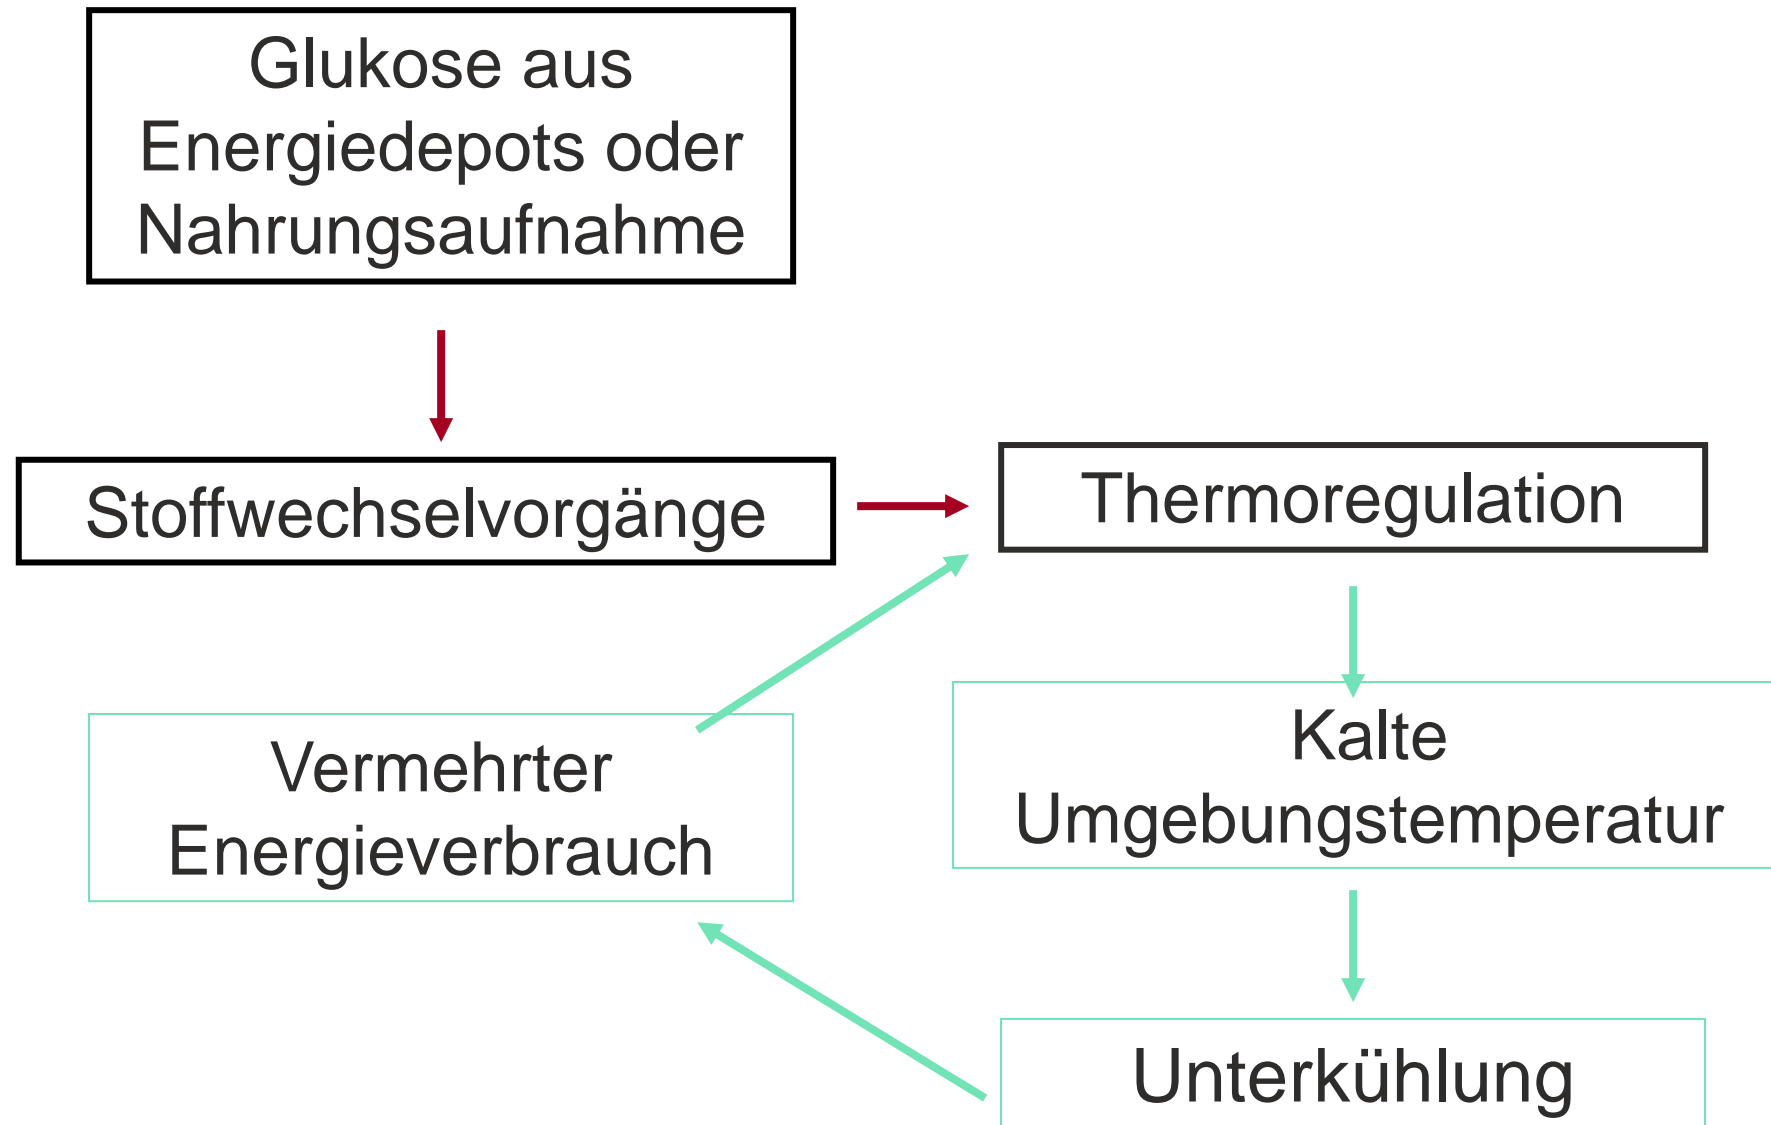 Glukose aus
Energiedepots oder
Nahrungsaufnahme
Stoffwechselvorgänge
Thermoregulation
Vermehrter
Energieverbrauch
Kalte
Umgebungstemperatur
Unterkühlung